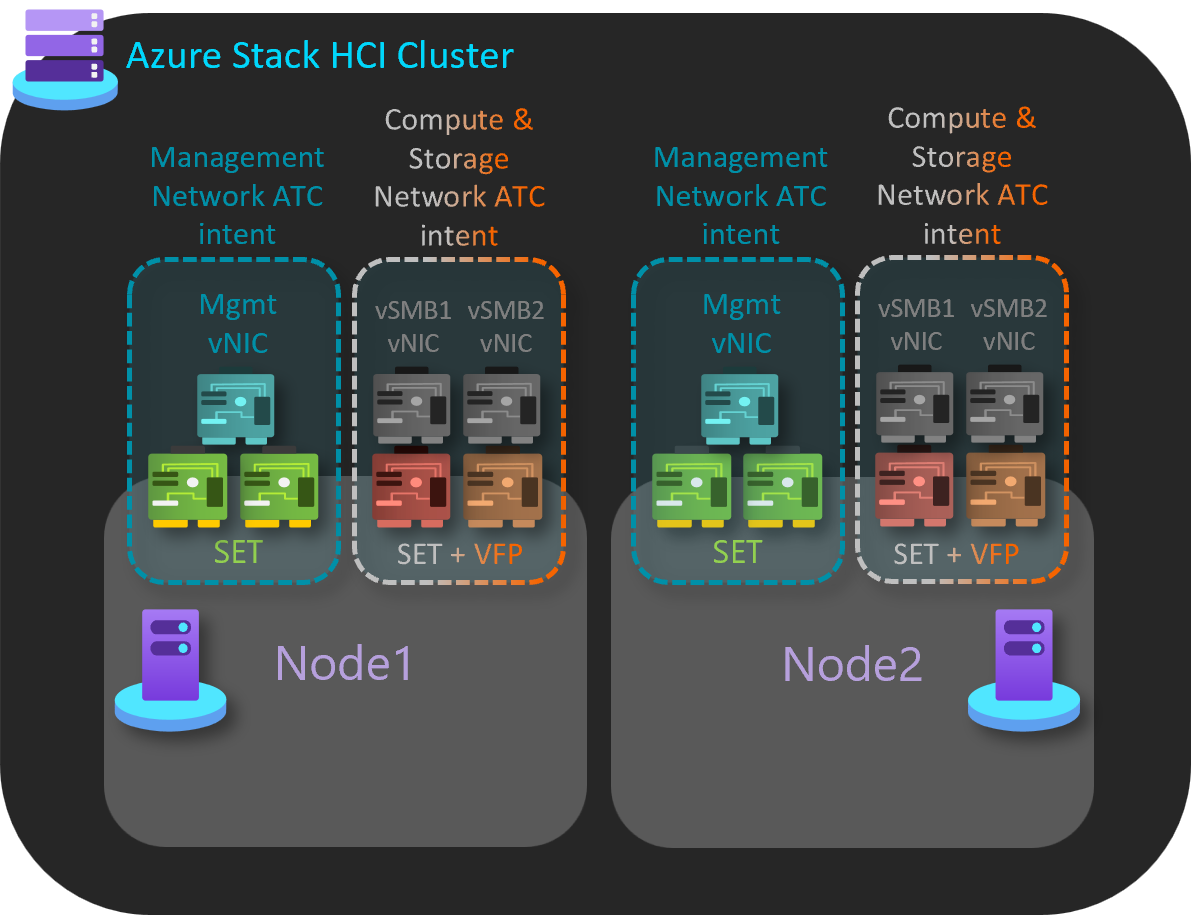 Azure Stack HCI Cluster
Management
Network ATC
intent
Compute &
Storage
Network ATC
intent
Management
Network ATC
intent
Compute &
Storage
Network ATC
intent
Mgmt
vNIC
vSMB1
vNIC
vSMB2
vNIC
Mgmt
vNIC
vSMB1
vNIC
vSMB2
vNIC
SET
SET + VFP
SET
SET + VFP
Node1
Node2